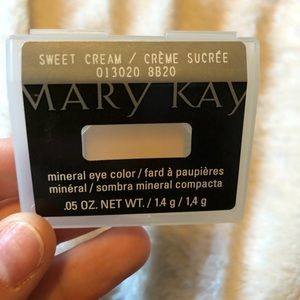 SWEET CREAM / CRÈME SUCRÉE
013020 8B20
MARY KAY
mineral eye color / fard à paupières
minéral / sombra mineral compacta
.05 OZ. NET WT. / 1.4 g / 1,4 g